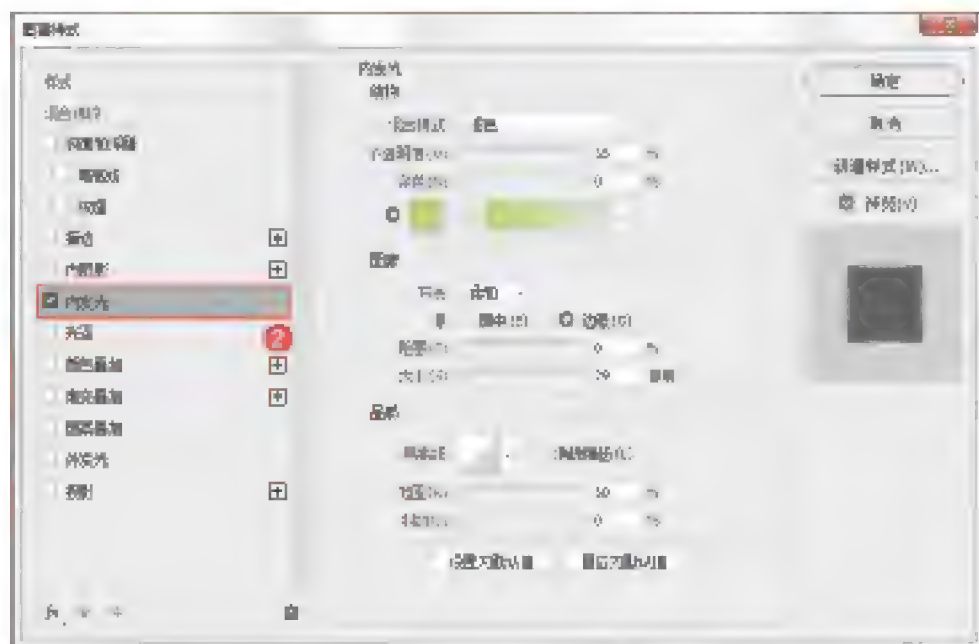 图层样式
样式
混合选项
斜面和浮雕
等高线
纹理
描边
内阴影
内发光
光泽
颜色叠加
渐变叠加
图案叠加
外发光
投影
2
fx
内发光
结构
混合模式: 滤色
不透明度(O):
%
杂色(N): 0 %
图素
方法:
源: 居中(E) 边缘(G)
阻塞(C): 0 %
大小(S): 像素
品质
等高线: 消除锯齿(L)
范围(R): 50 %
抖动(J): 0 %
设置为默认值 复位为默认值
确定
取消
新建样式(W)...
预览(V)